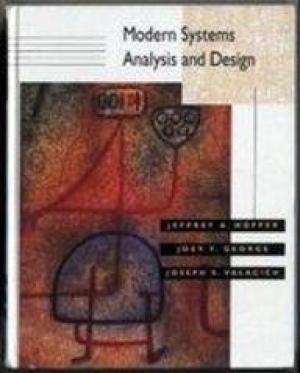 Modern Systems
Analysis and Design
JEFFREY A. HOFFER
JOEY F. GEORGE
JOSEPH S. VALACICH